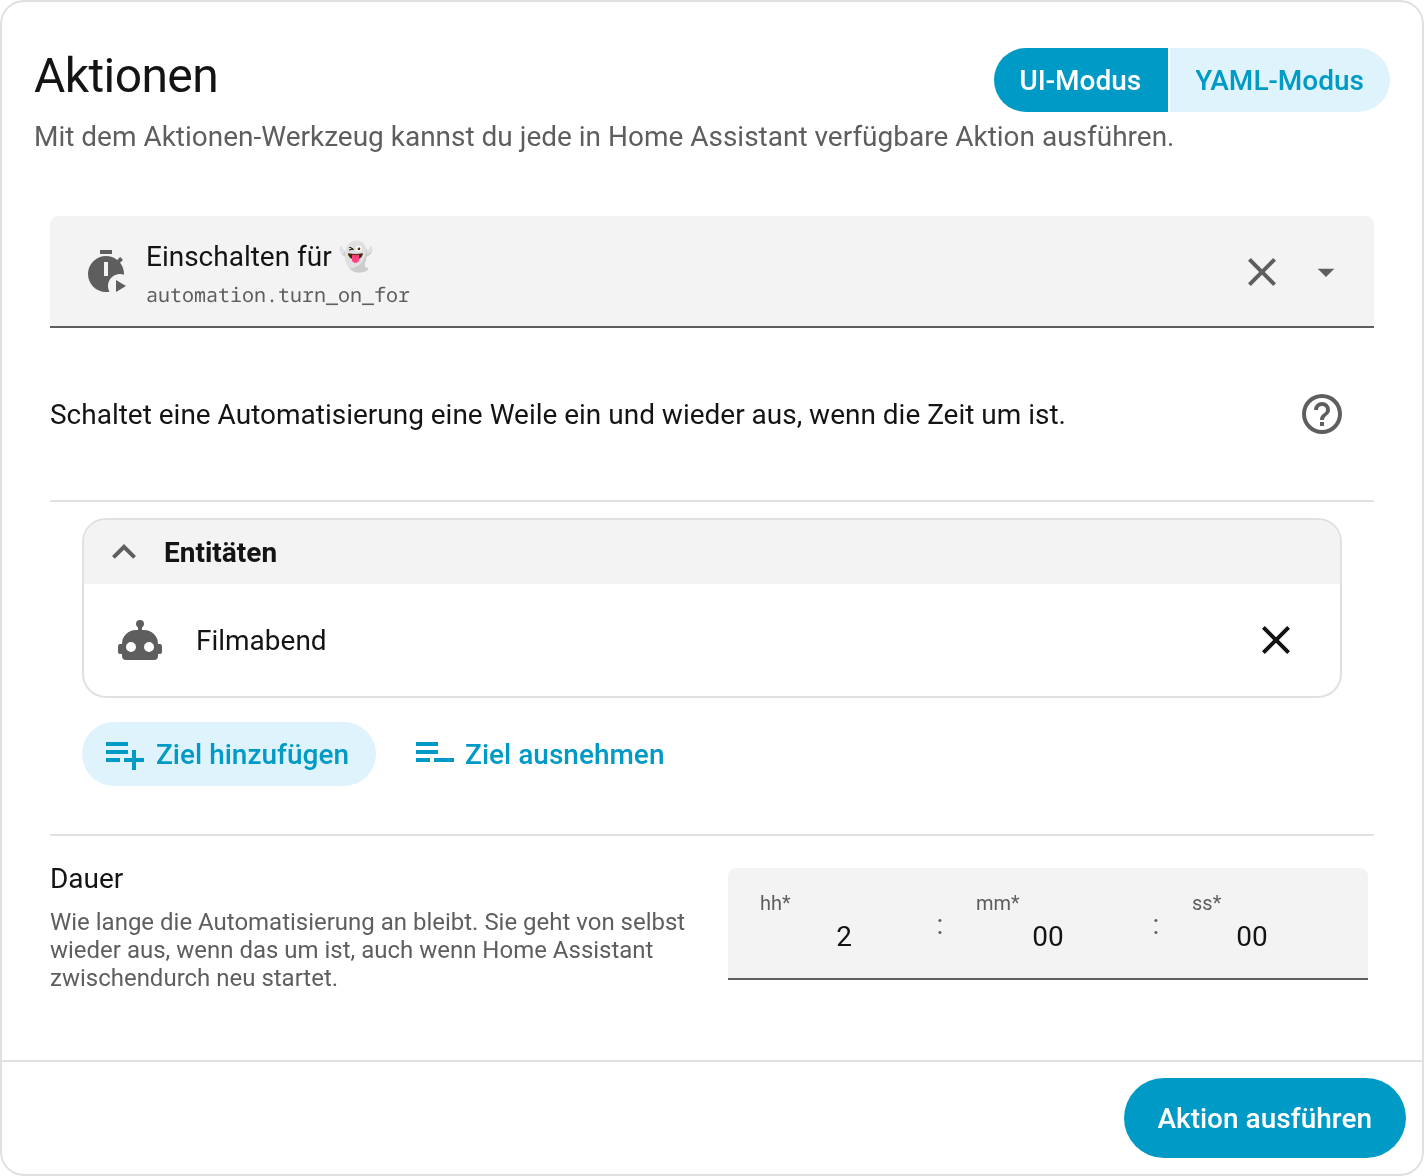 Aktionen
UI-Modus
YAML-Modus
Mit dem Aktionen-Werkzeug kannst du jede in Home Assistant verfügbare Aktion ausführen.
Einschalten für 👻
automation.turn_on_for
Schaltet eine Automatisierung eine Weile ein und wieder aus, wenn die Zeit um ist.
Entitäten
Filmabend
Ziel hinzufügen
Ziel ausnehmen
Dauer
Wie lange die Automatisierung an bleibt. Sie geht von selbst
wieder aus, wenn das um ist, auch wenn Home Assistant
zwischendurch neu startet.
hh* mm* ss*
2 : 00 : 00
Aktion ausführen